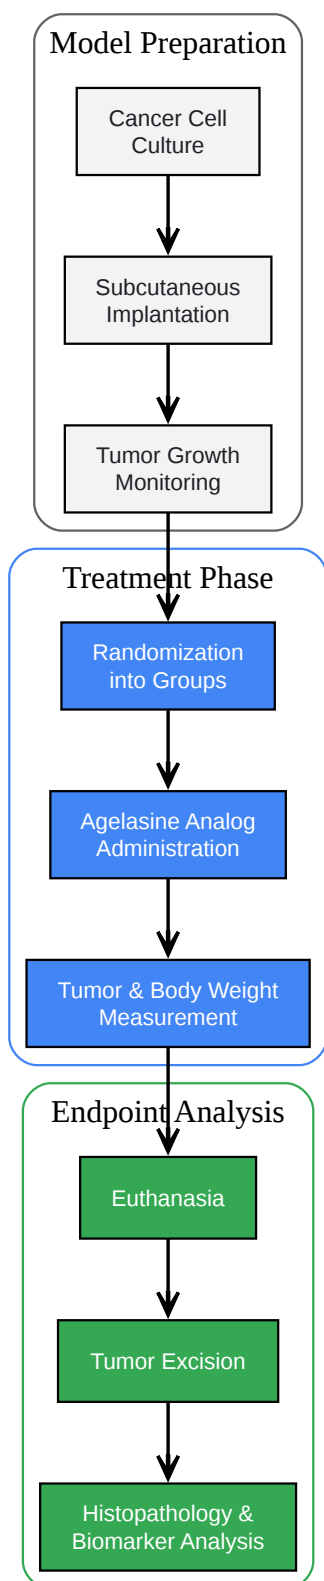 Model Preparation
Cancer Cell
Culture
Subcutaneous
Implantation
Tumor Growth
Monitoring
Treatment Phase
Randomization
into Groups
Agelasine Analog
Administration
Tumor & Body Weight
Measurement
Endpoint Analysis
Euthanasia
Tumor Excision
Histopathology &
Biomarker Analysis